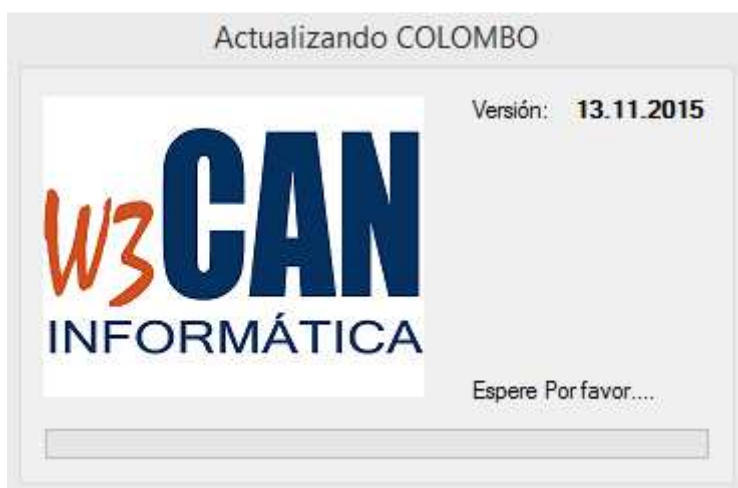 Actualizando COLOMBO
Versión: 13.11.2015
W3CAN
INFORMÁTICA
Espere Por favor....